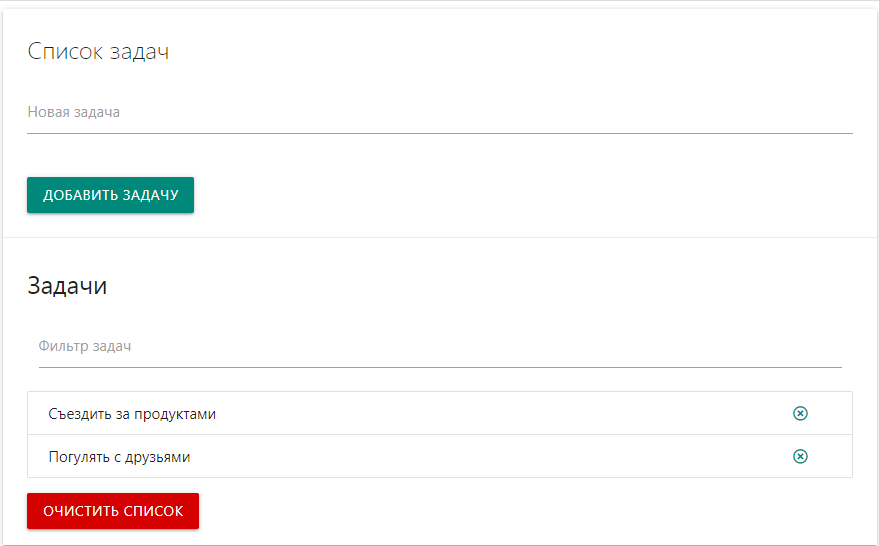 Список задач
Новая задача
ДОБАВИТЬ ЗАДАЧУ
Задачи
Фильтр задач
Съездить за продуктами
Погулять с друзьями
ОЧИСТИТЬ СПИСОК